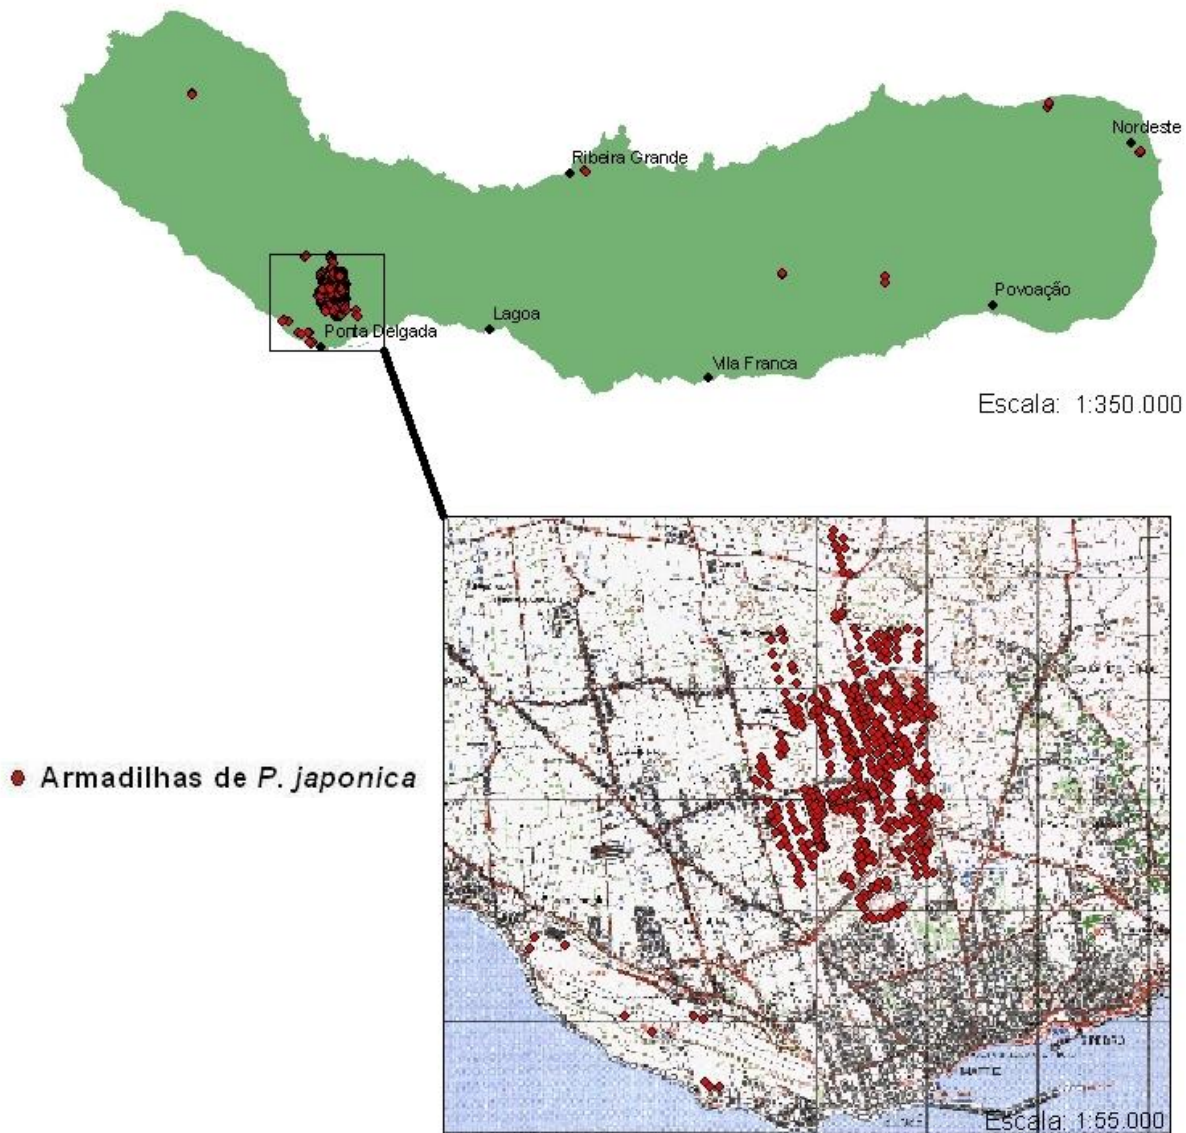 Nordeste
Ribeira Grande
Povoação
Lagoa
Ponta Delgada
Vila Franca
Escala: 1:350.000
Armadilhas de P. japonica
Escala: 1:55.000